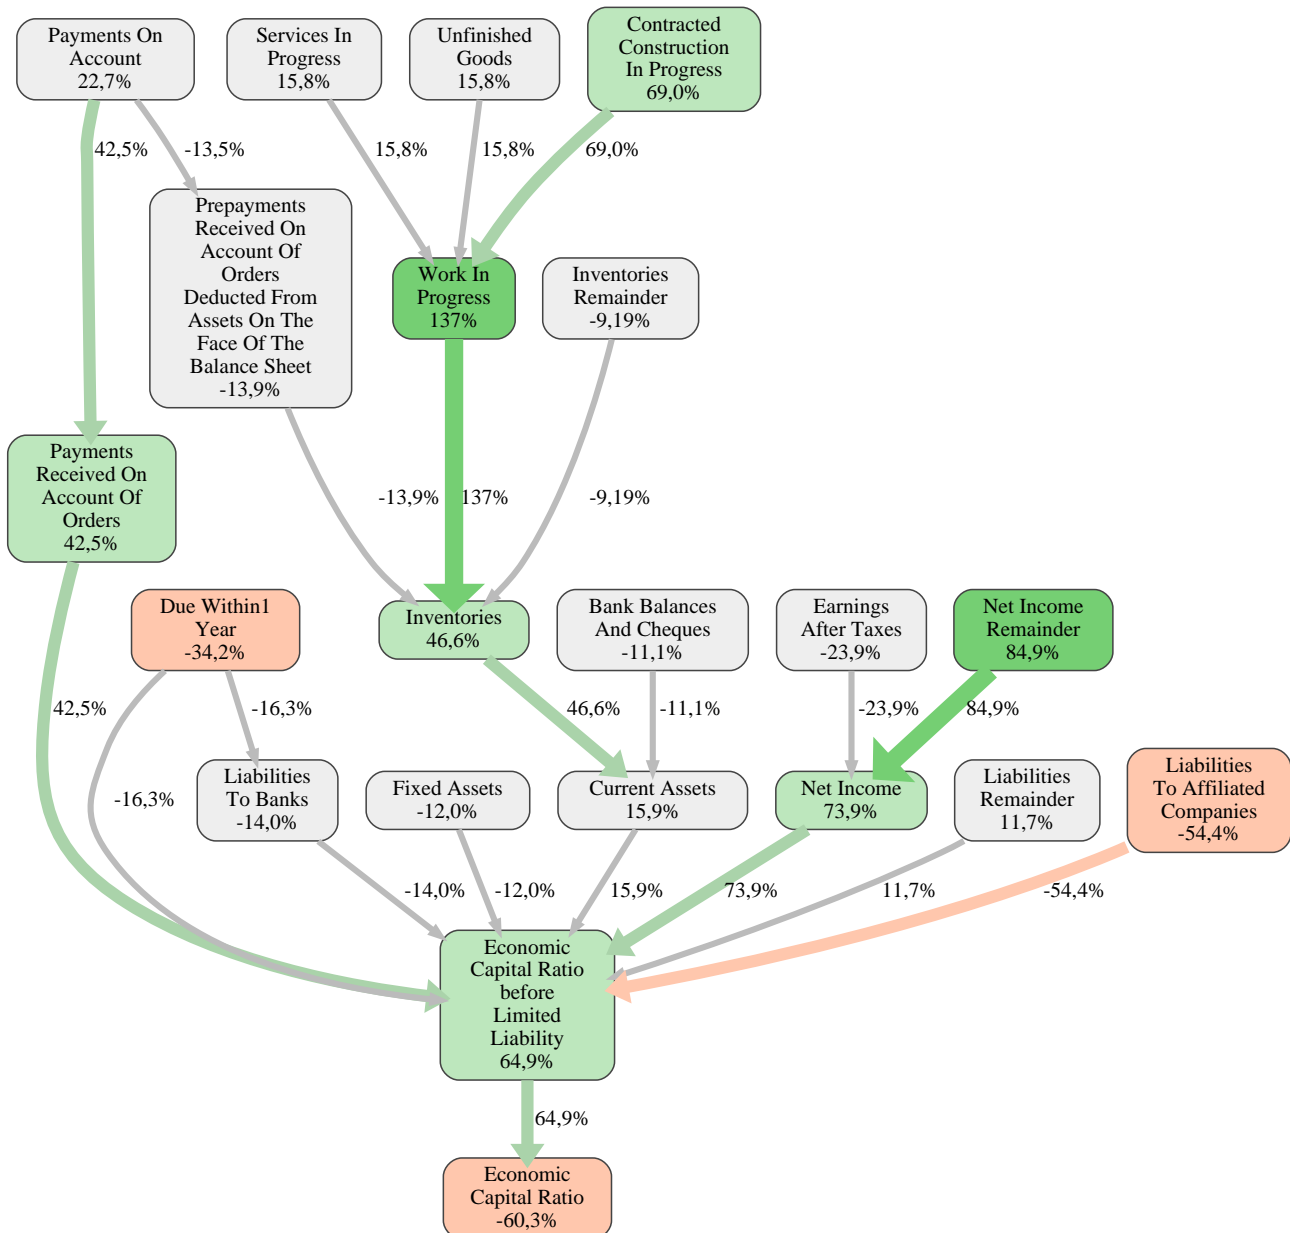 Payments On
Account
22,7%
Services In
Progress
15,8%
Unfinished
Goods
15,8%
Contracted
Construction
In Progress
69,0%
42,5%
-13,5%
15,8%
15,8%
69,0%
Prepayments
Received On
Account Of
Orders
Deducted From
Assets On The
Face Of The
Balance Sheet
-13,9%
Work In
Progress
137%
Inventories
Remainder
-9,19%
Payments
Received On
Account Of
Orders
42,5%
-13,9%
137%
-9,19%
Due Within1
Year
-34,2%
Inventories
46,6%
Bank Balances
And Cheques
-11,1%
Earnings
After Taxes
-23,9%
Net Income
Remainder
84,9%
42,5%
-16,3%
46,6%
-11,1%
-23,9%
84,9%
-16,3%
Liabilities
To Banks
-14,0%
Fixed Assets
-12,0%
Current Assets
15,9%
Net Income
73,9%
Liabilities
Remainder
11,7%
Liabilities
To Affiliated
Companies
-54,4%
-14,0%
-12,0%
15,9%
73,9%
11,7%
-54,4%
Economic
Capital Ratio
before
Limited
Liability
64,9%
64,9%
Economic
Capital Ratio
-60,3%